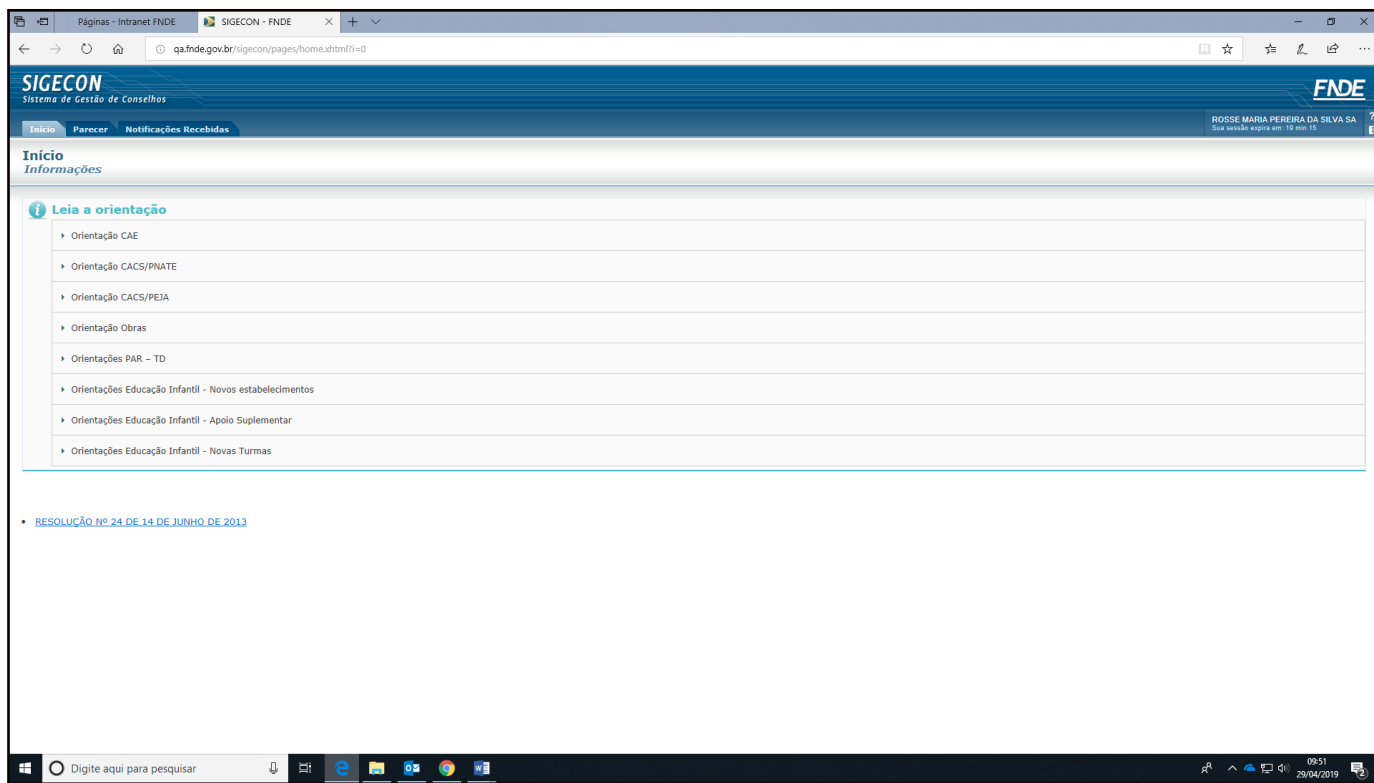 Páginas - Intranet FNDE
SIGECON - FNDE
qa.fnde.gov.br/sigecon/pages/home.xhtml?i=0
SIGECON
Sistema de Gestão de Conselhos
FNDE
Início
Parecer
Notificações Recebidas
ROSSE MARIA PEREIRA DA SILVA SA
Sua sessão expira em: 19 min 15
?
Início
Informações
Leia a orientação
Orientação CAE
Orientação CACS/PNATE
Orientação CACS/PEJA
Orientação Obras
Orientações PAR – TD
Orientações Educação Infantil - Novos estabelecimentos
Orientações Educação Infantil - Apoio Suplementar
Orientações Educação Infantil - Novas Turmas
• RESOLUÇÃO Nº 24 DE 14 DE JUNHO DE 2013
Digite aqui para pesquisar
09:51
29/04/2019
2